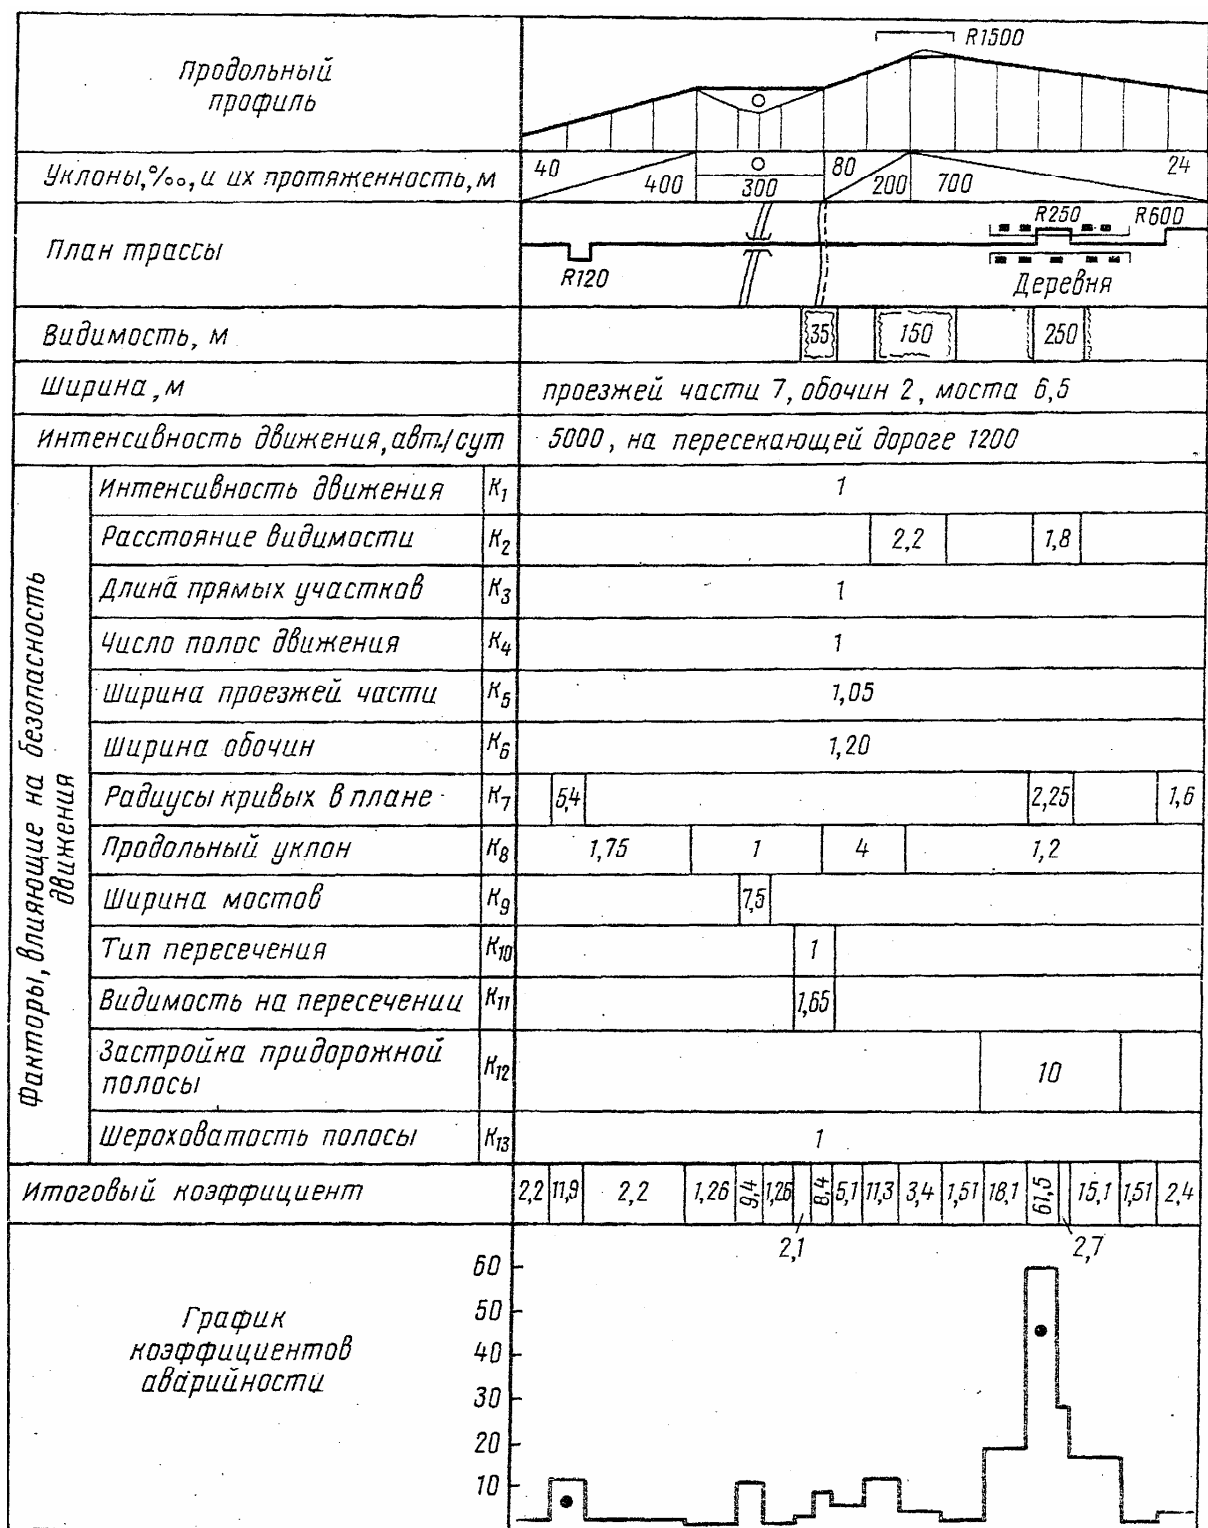 Продольный
профиль
R1500
Уклоны, ‰, и их протяженность, м
40
400
0
300
80
200
700
24
План трассы
R120
R250
R600
Деревня
Видимость, м
35
150
250
Ширина, м
проезжей части 7, обочин 2, моста 6,5
Интенсивность движения, авт./сут
5000, на пересекающей дороге 1200
Факторы, влияющие на безопасность
движения
Интенсивность движения K1 1
Расстояние видимости K2 2,2 1,8
Длина прямых участков K3 1
Число полос движения K4 1
Ширина проезжей части K5 1,05
Ширина обочин K6 1,20
Радиусы кривых в плане K7 5,4 2,25 1,6
Продольный уклон K8 1,75 1 4 1,2
Ширина мостов K9 7,5
Тип пересечения K10 1
Видимость на пересечении K11 1,65
Застройка придорожной
полосы K12 10
Шероховатость полосы K13 1
Итоговый коэффициент 2,2 11,9 2,2 1,26 9,4 1,26 8,4 5,1 11,3 3,4 1,51 18,1 61,5 15,1 1,51 2,4
2,1 2,7
График
коэффициентов
аварийности
60
50
40
30
20
10